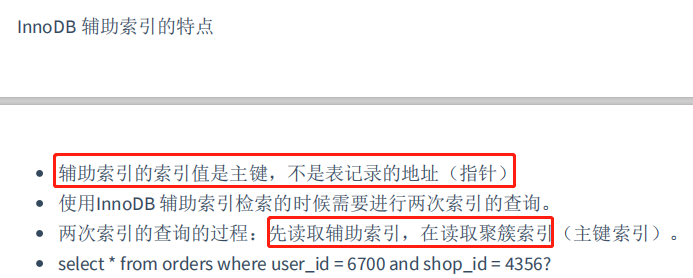 InnoDB 辅助索引的特点
辅助索引的索引值是主键，不是表记录的地址（指针）
使用InnoDB 辅助索引检索的时候需要进行两次索引的查询。
两次索引的查询的过程：先读取辅助索引，在读取聚簇索引（主键索引）。
select * from orders where user_id = 6700 and shop_id = 4356?